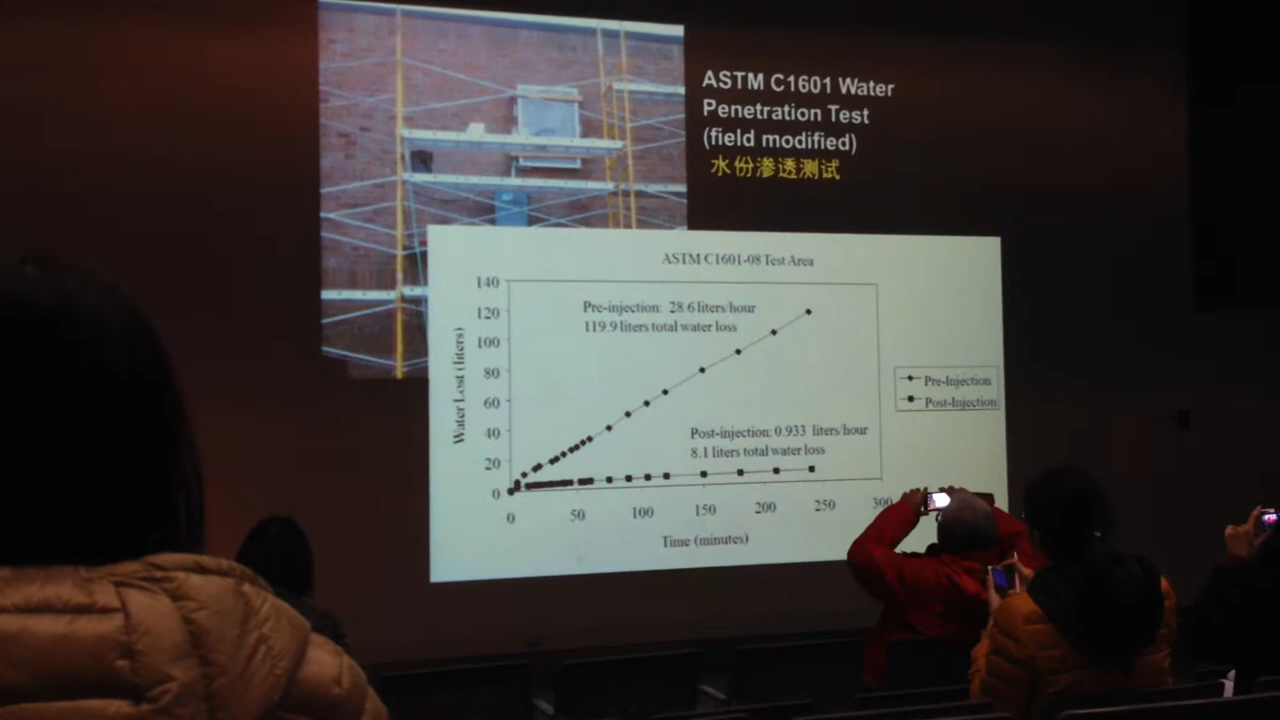 ASTM C1601 Water
Penetration Test
(field modified)
水份渗透测试
ASTM C1601-08 Test Area
140
120
100
80
60
40
20
0
Water Lost (liters)
Pre-injection: 28.6 liters/hour
119.9 liters total water loss
Post-injection: 0.933 liters/hour
8.1 liters total water loss
Pre-Injection
Post-Injection
0 50 100 150 200 250 300
Time (minutes)